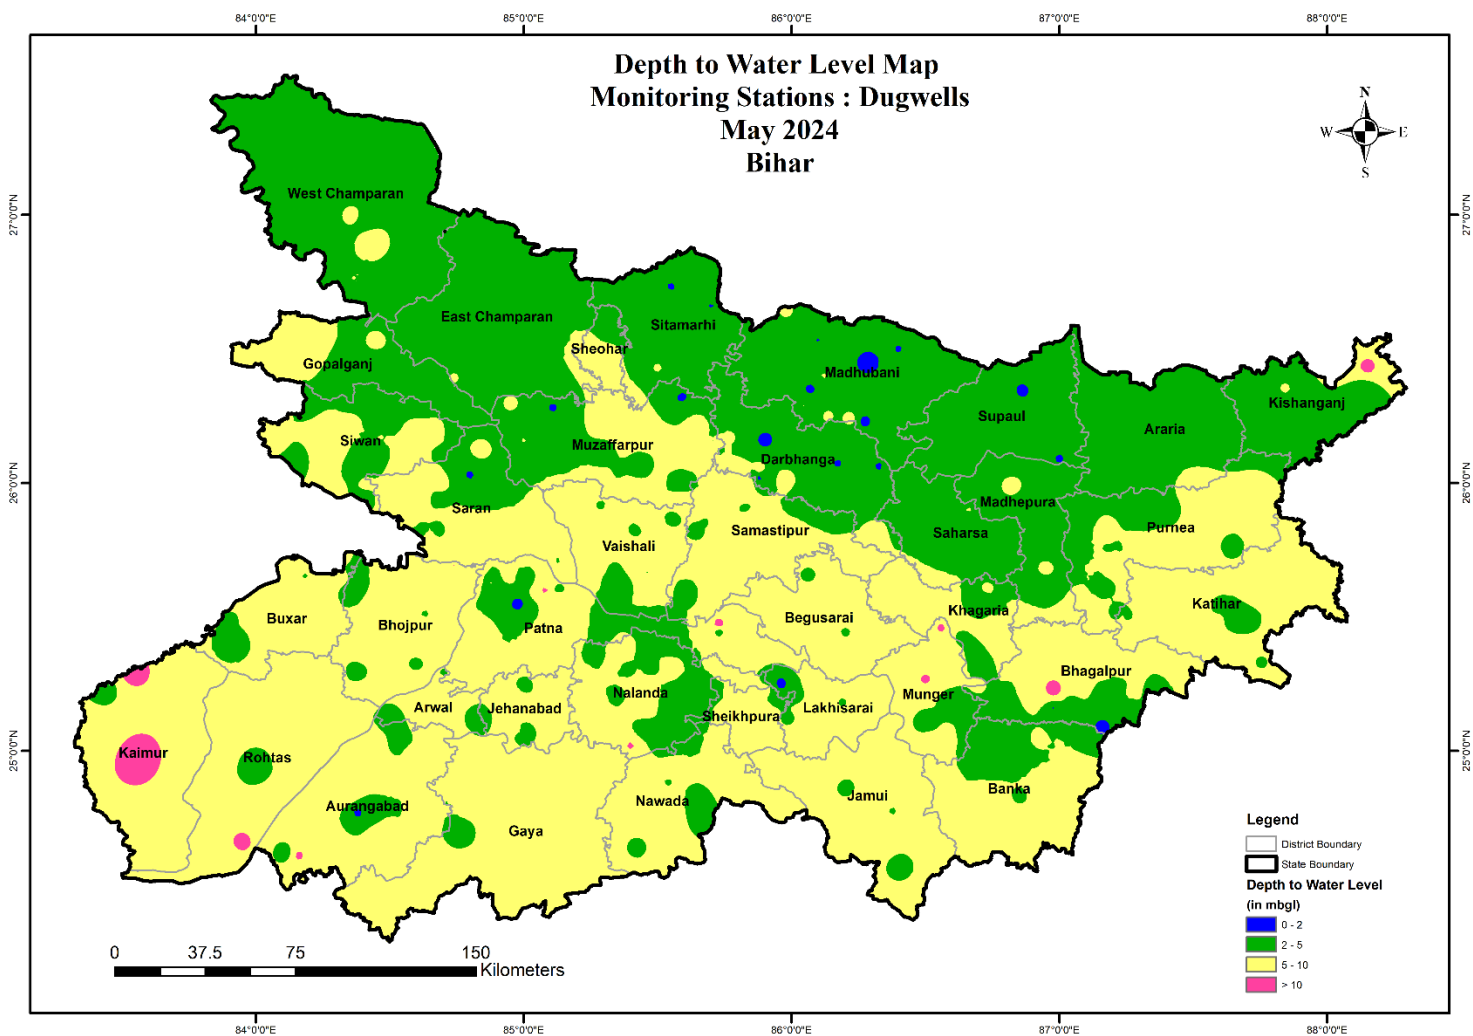 84°0'0"E
85°0'0"E
86°0'0"E
87°0'0"E
88°0'0"E
Depth to Water Level Map
Monitoring Stations : Dugwells
May 2024
Bihar
N
W
E
S
27°0'0"N
27°0'0"N
26°0'0"N
26°0'0"N
25°0'0"N
25°0'0"N
West Champaran
East Champaran
Sitamarhi
Sheohar
Gopalganj
Madhubani
Kishanganj
Supaul
Araria
Siwan
Muzaffarpur
Darbhanga
Madhepura
Saran
Samastipur
Saharsa
Purnea
Vaishali
Katihar
Khagaria
Begusarai
Buxar
Bhojpur
Patna
Bhagalpur
Nalanda
Munger
Arwal
Jehanabad
Sheikhpura
Lakhisarai
Kaimur
Rohtas
Banka
Jamui
Nawada
Aurangabad
Gaya
Legend
District Boundary
State Boundary
Depth to Water Level
(in mbgl)
0 - 2
2 - 5
5 - 10
> 10
0 37.5 75 150
Kilometers
84°0'0"E
85°0'0"E
86°0'0"E
87°0'0"E
88°0'0"E